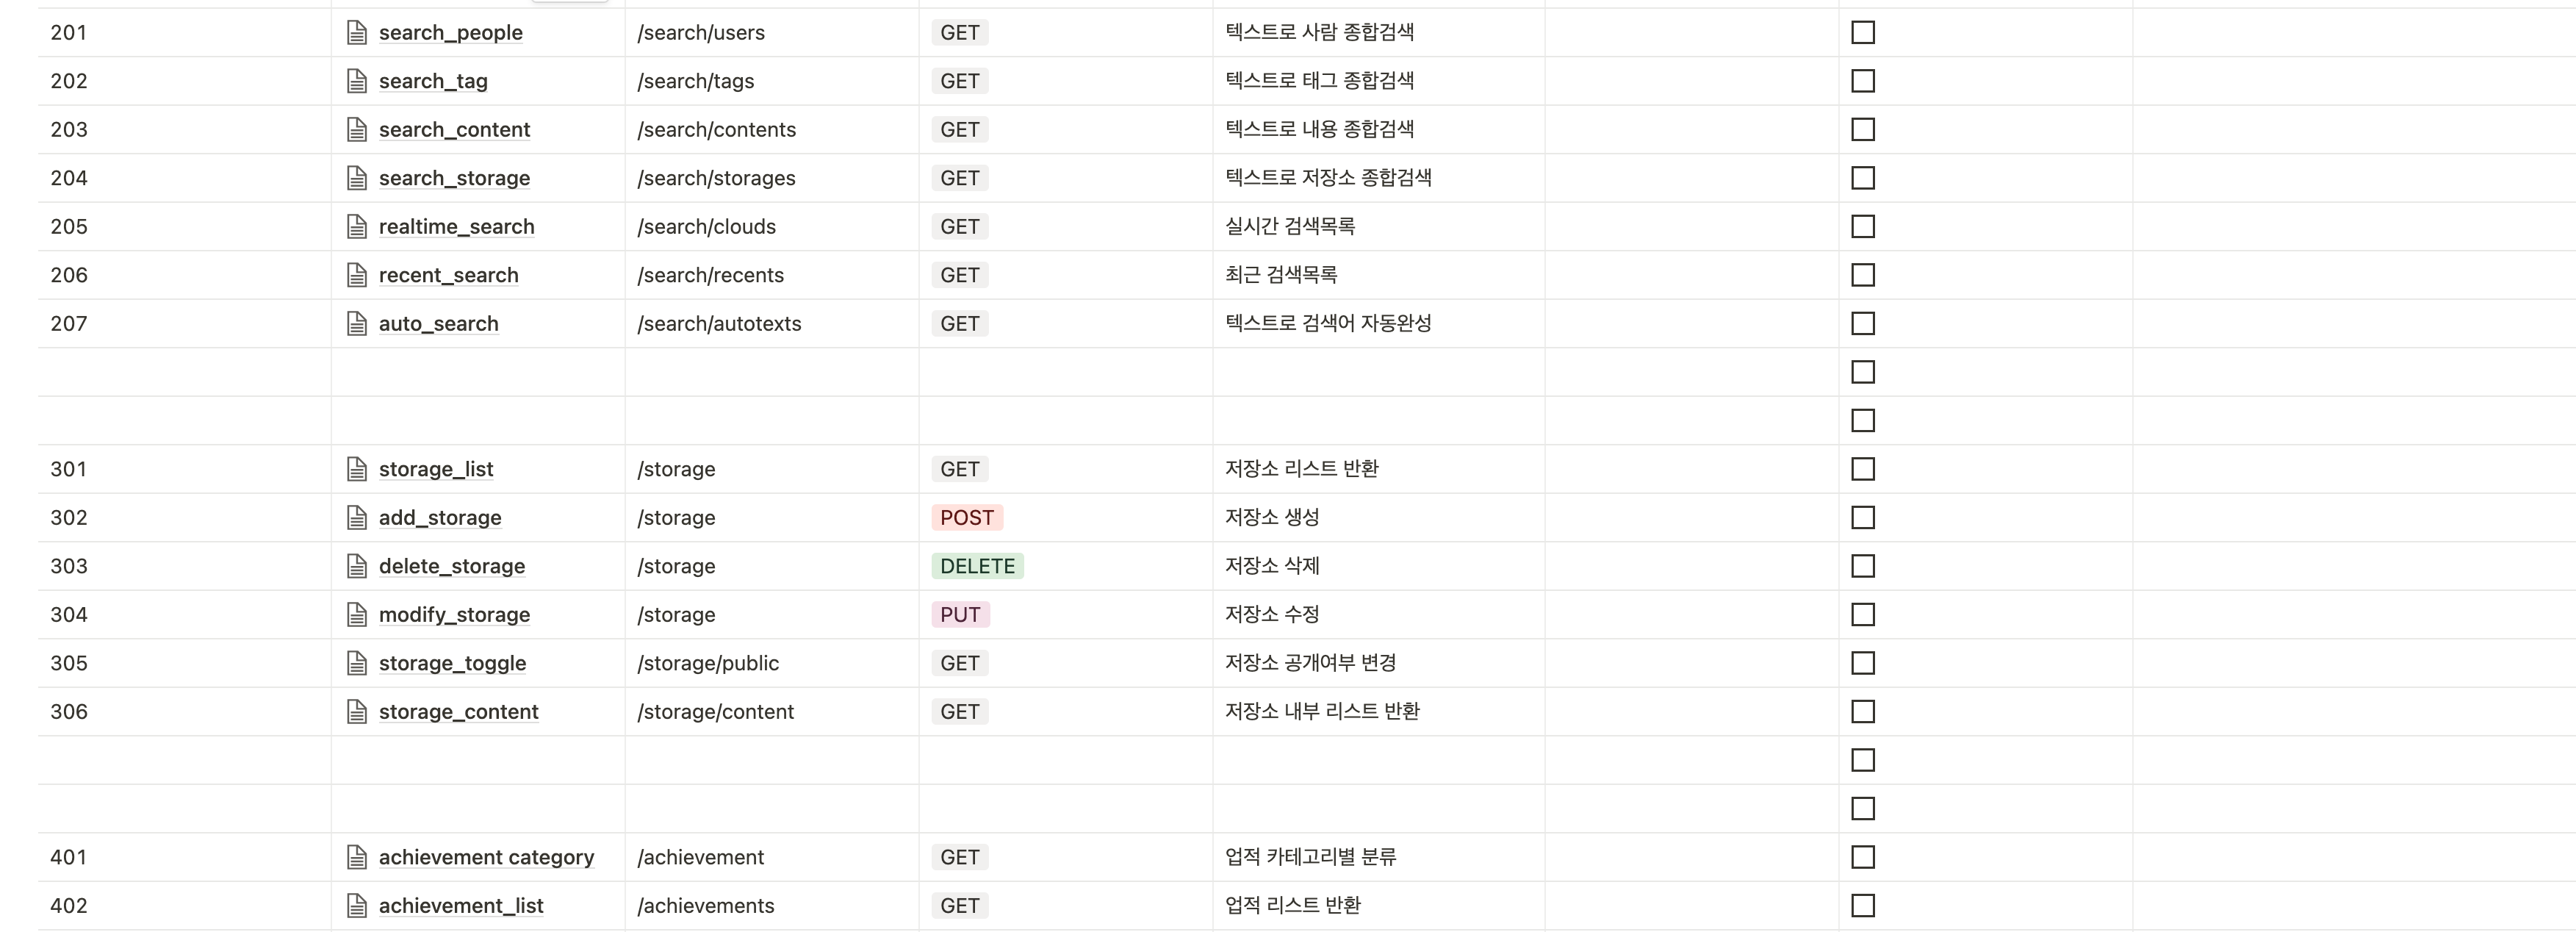 201 search_people /search/users GET 텍스트로 사람 종합검색
202 search_tag /search/tags GET 텍스트로 태그 종합검색
203 search_content /search/contents GET 텍스트로 내용 종합검색
204 search_storage /search/storages GET 텍스트로 저장소 종합검색
205 realtime_search /search/clouds GET 실시간 검색목록
206 recent_search /search/recents GET 최근 검색목록
207 auto_search /search/autotexts GET 텍스트로 검색어 자동완성
301 storage_list /storage GET 저장소 리스트 반환
302 add_storage /storage POST 저장소 생성
303 delete_storage /storage DELETE 저장소 삭제
304 modify_storage /storage PUT 저장소 수정
305 storage_toggle /storage/public GET 저장소 공개여부 변경
306 storage_content /storage/content GET 저장소 내부 리스트 반환
401 achievement category /achievement GET 업적 카테고리별 분류
402 achievement_list /achievements GET 업적 리스트 반환